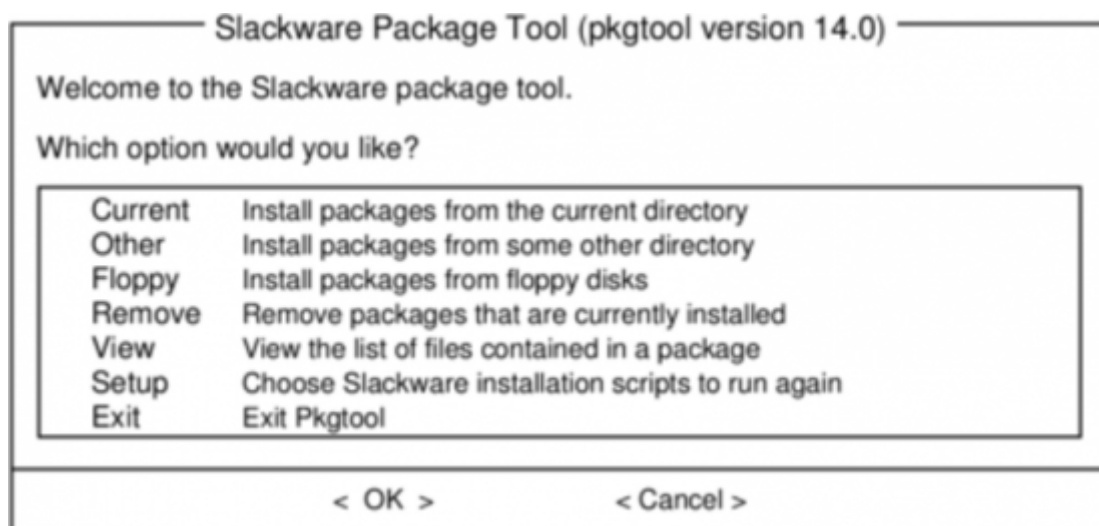 Slackware Package Tool (pkgtool version 14.0)
Welcome to the Slackware package tool.
Which option would you like?
Current Install packages from the current directory
Other Install packages from some other directory
Floppy Install packages from floppy disks
Remove Remove packages that are currently installed
View View the list of files contained in a package
Setup Choose Slackware installation scripts to run again
Exit Exit Pkgtool
< OK > < Cancel >